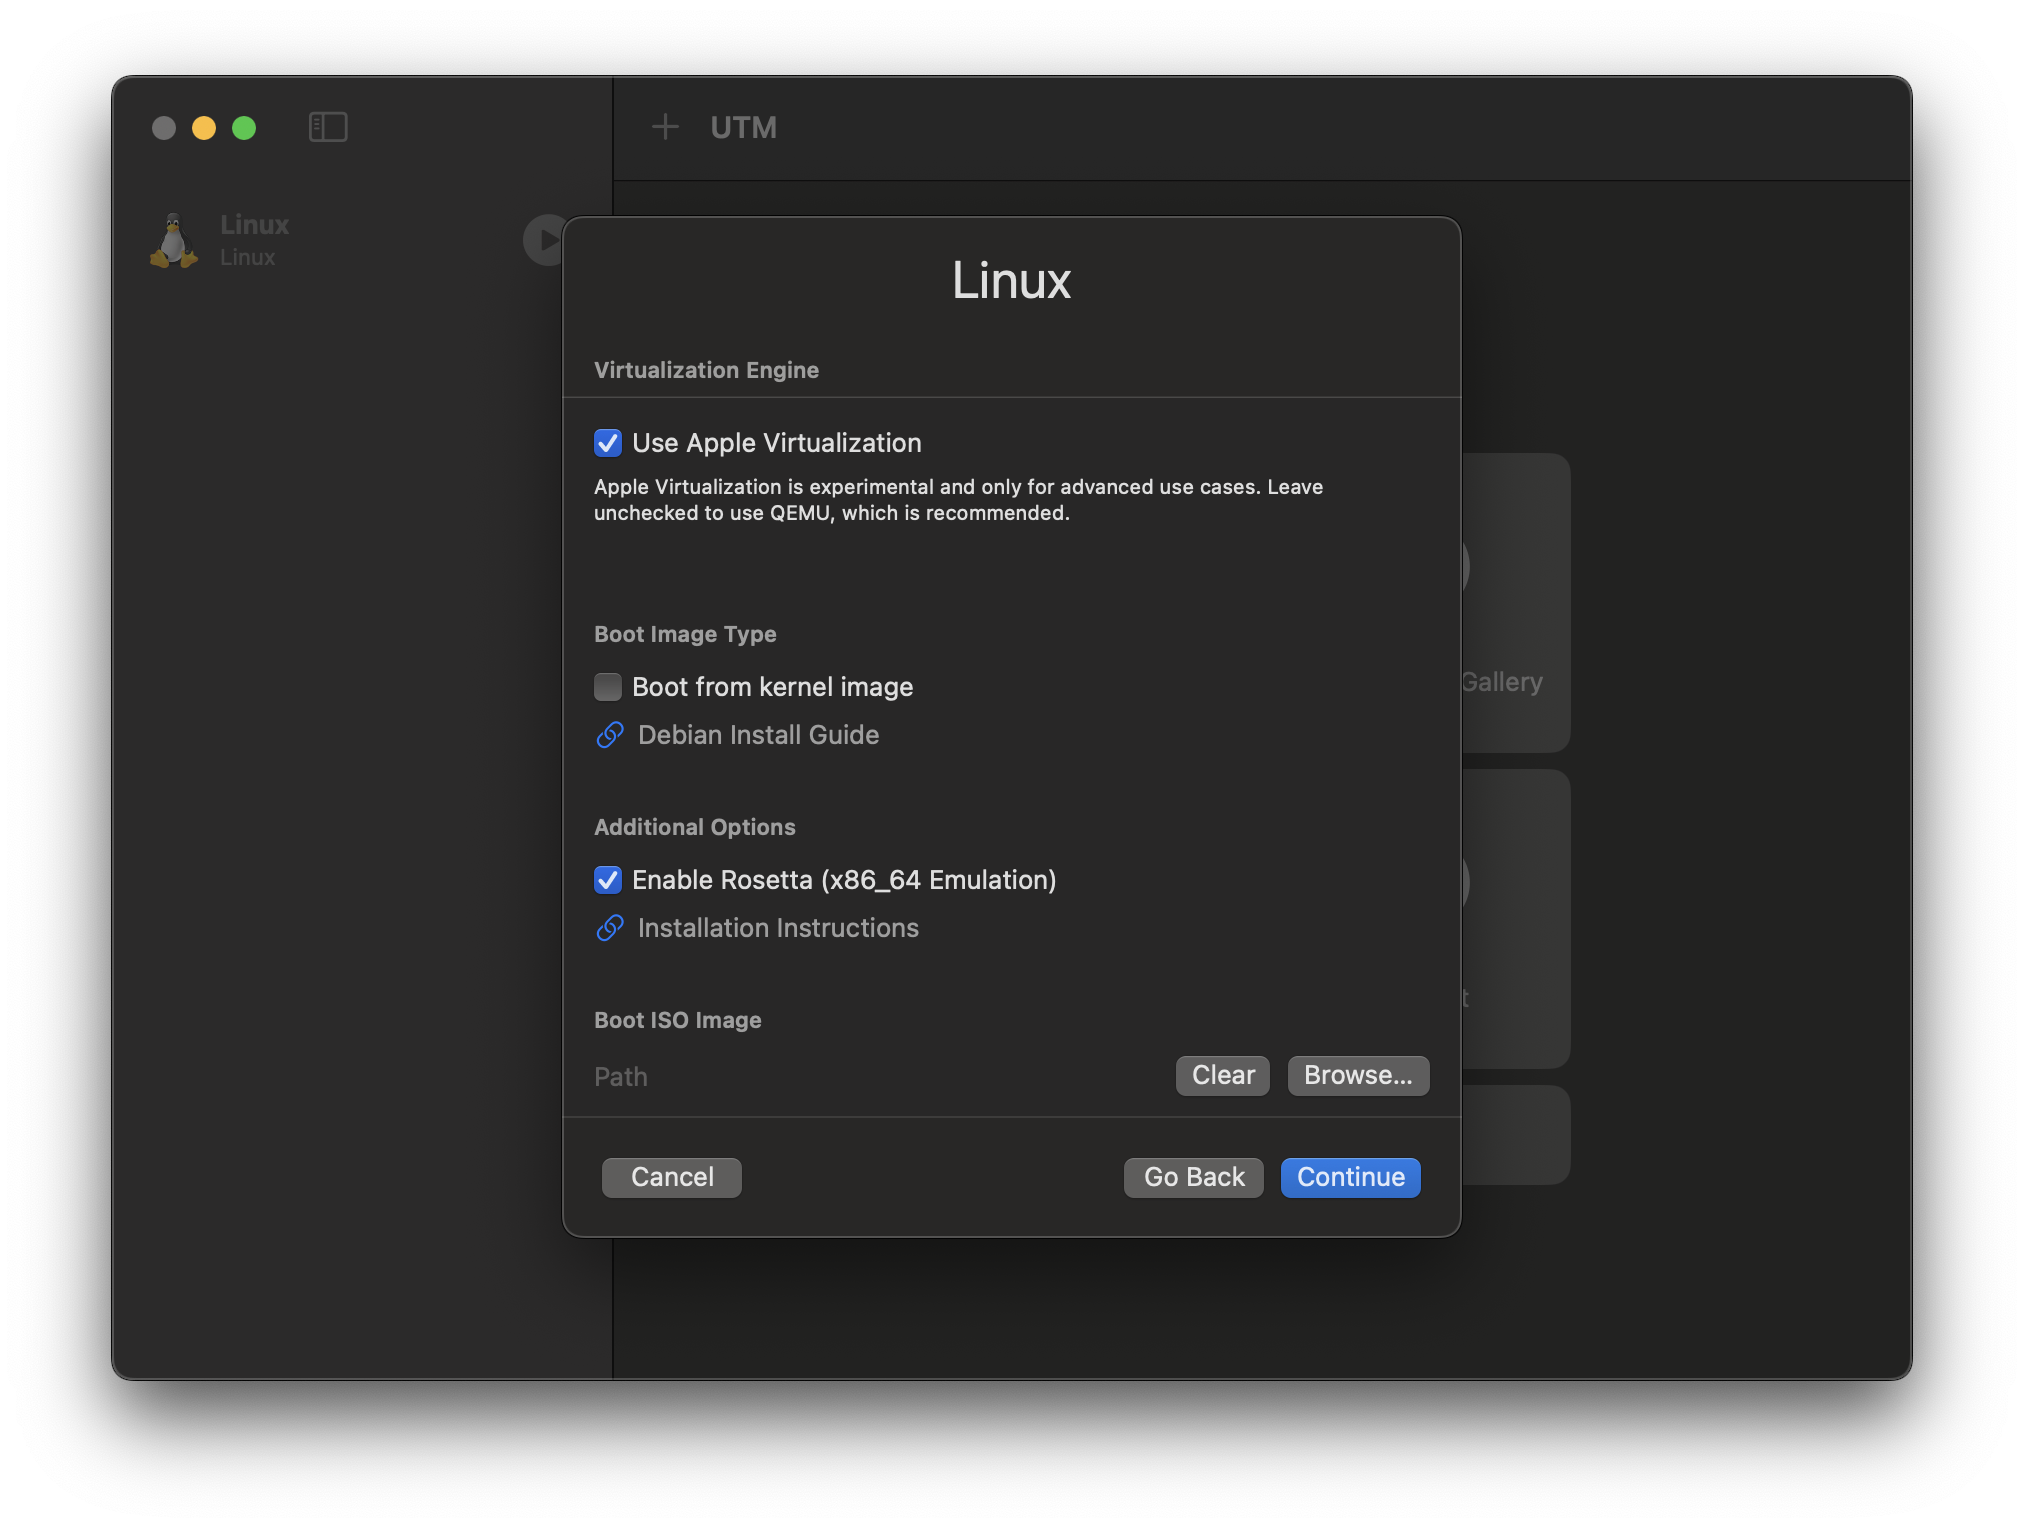 UTM
Linux
Linux
Linux
Virtualization Engine
Use Apple Virtualization
Apple Virtualization is experimental and only for advanced use cases. Leave
unchecked to use QEMU, which is recommended.
Boot Image Type
Boot from kernel image
Debian Install Guide
Additional Options
Enable Rosetta (x86_64 Emulation)
Installation Instructions
Boot ISO Image
Path
Clear
Browse...
Cancel
Go Back
Continue
Gallery